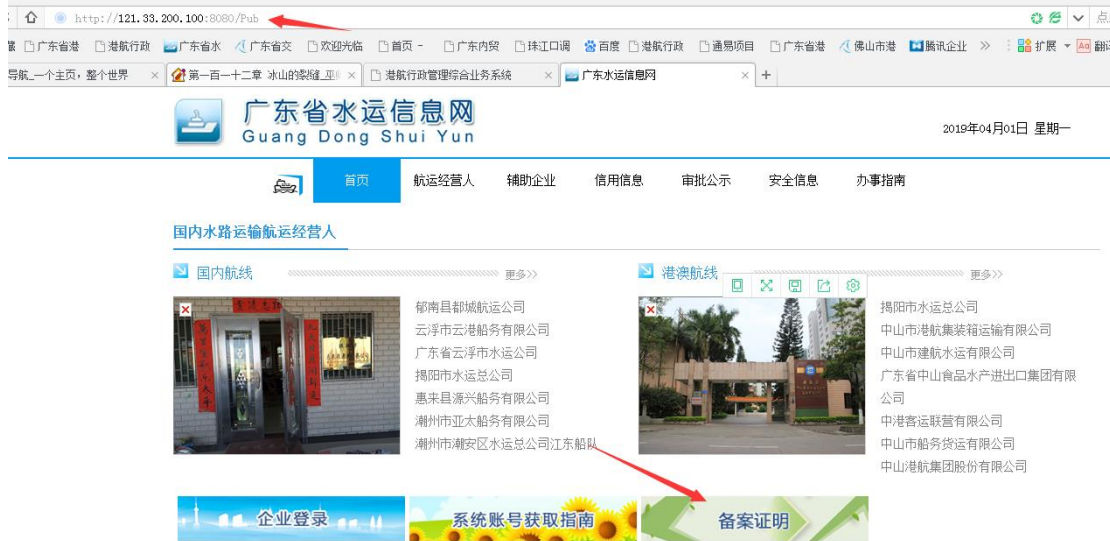 http://121.33.200.100:8080/Pub 点
广东省港 港航行政 广东省水 广东省交 欢迎光临 首页 - 广东内贸 珠江口调 百度 港航行政 通易项目 广东省港 佛山市港 腾讯企业 >> 扩展
导航_一个主页，整个世界 × 第一百一十二章 冰山的裂缝_巫 × 港航行政管理综合业务系统 × 广东水运信息网 × +
广东省水运信息网
Guang Dong Shui Yun
2019年04月01日 星期一
首页 航运经营人 辅助企业 信用信息 审批公示 安全信息 办事指南
国内水路运输航运经营人
国内航线 更多>>
港澳航线 更多>>
郁南县都城航运公司
云浮市云港船务有限公司
广东省云浮市水运公司
揭阳市水运总公司
惠来县源兴船务有限公司
潮州市亚太船务有限公司
潮州市潮安区水运总公司江东船队
揭阳市水运总公司
中山市港航集装箱运输有限公司
中山市建航水运有限公司
广东省中山食品水产进出口集团有限
公司
中港客运联营有限公司
中山市船务货运有限公司
中山港航集团股份有限公司
企业登录 系统账号获取指南 备案证明